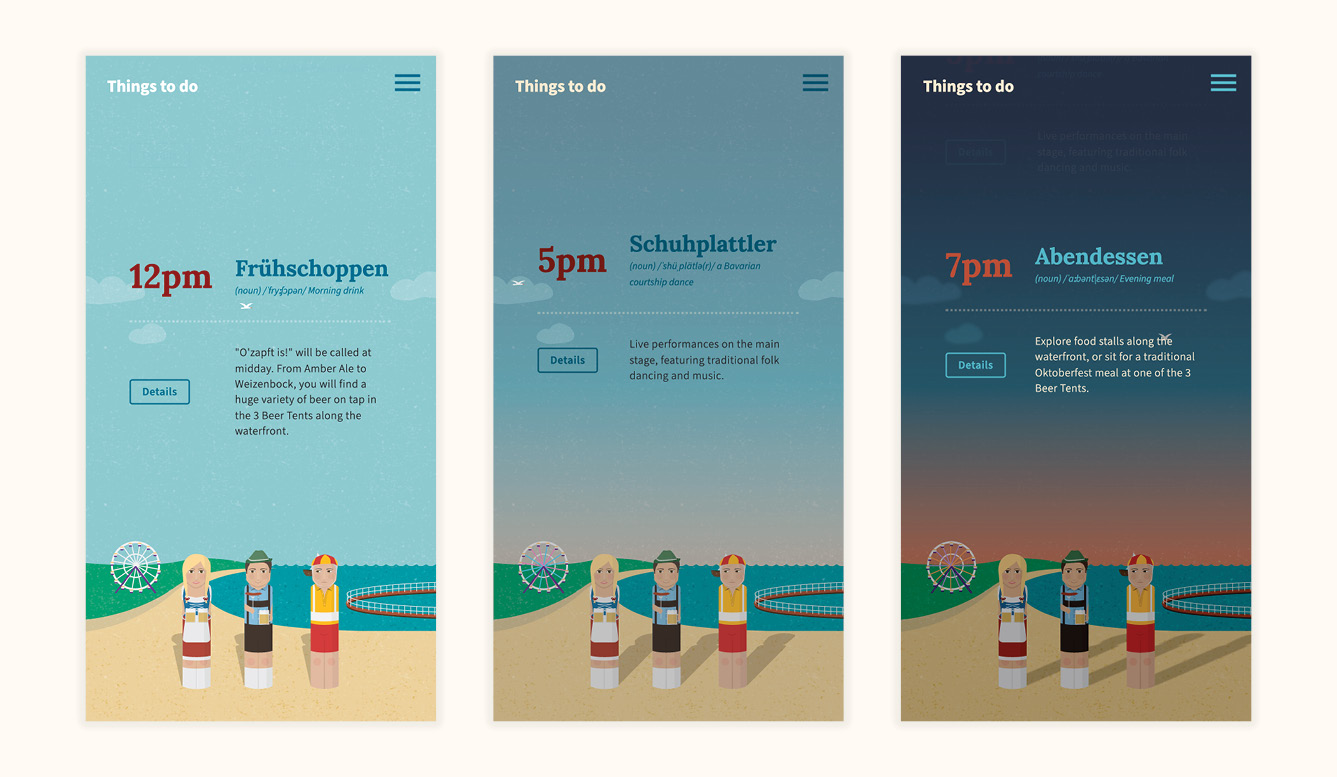 Things to do
12pm
Frühschoppen
(noun) /ˈfryʃɔpən/ Morning drink
Details
"O'zapft is!" will be called at
midday. From Amber Ale to
Weizenbock, you will find a
huge variety of beer on tap in
the 3 Beer Tents along the
waterfront.
Things to do
5pm
Schuhplattler
(noun) /ˈshü plätlə(r)/ a Bavarian
courtship dance
Details
Live performances on the main
stage, featuring traditional folk
dancing and music.
Things to do
Details
Live performances on the main
stage, featuring traditional folk
dancing and music.
7pm
Abendessen
(noun) /ˈaːbənt|ɛsən/ Evening meal
Details
Explore food stalls along the
waterfront, or sit for a traditional
Oktoberfest meal at one of the 3
Beer Tents.